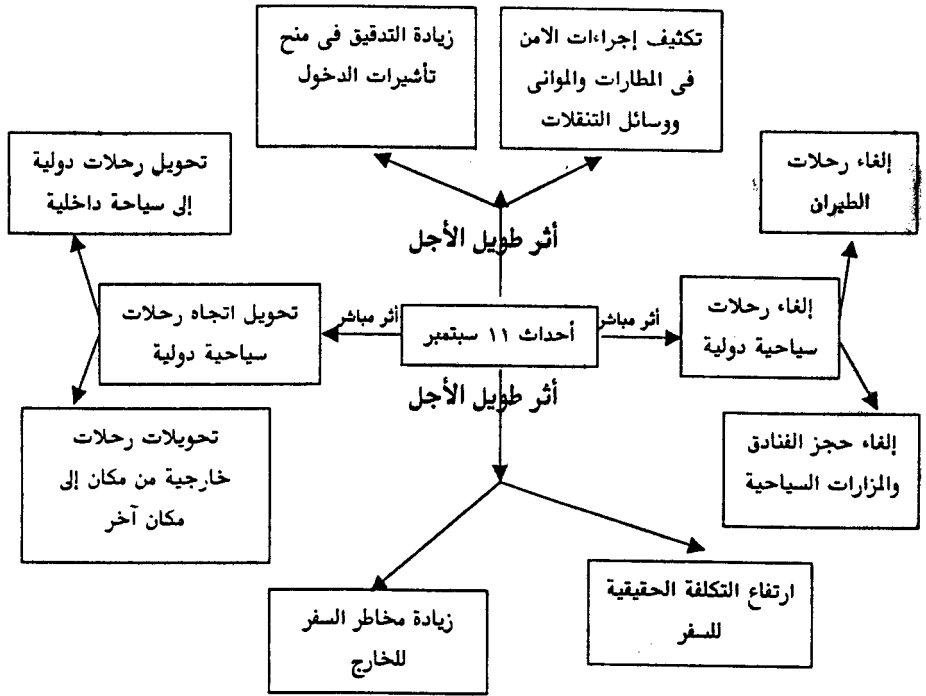 تكثيف إجراءات الامن
فى المطارات والموانى
ووسائل التنقلات
زيادة التدقيق فى منح
تأشيرات الدخول
إلغاء رحلات
الطيران
تحويل رحلات دولية
إلى سياحة داخلية
أثر طويل الأجل
إلغاء رحلات
سياحية دولية
أثر مباشر
أحداث ١١ سبتمبر
أثر مباشر
تحويل اتجاه رحلات
سياحية دولية
أثر طويل الأجل
إلغاء حجز الفنادق
والمزارات السياحية
تحويلات رحلات
خارجية من مكان إلى
مكان آخر
ارتفاع التكلفة الحقيقية
للسفر
زيادة مخاطر السفر
للخارج